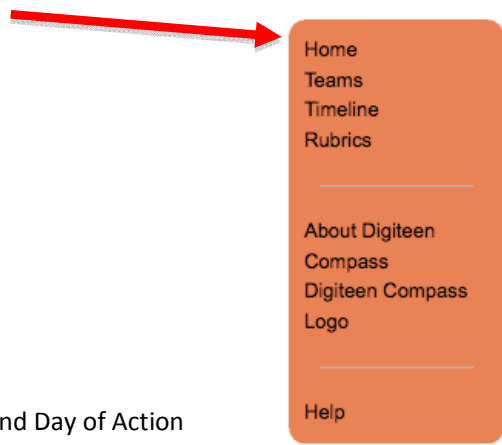 Home
Teams
Timeline
Rubrics
About Digiteen
Compass
Digiteen Compass
Logo
Help
nd Day of Action